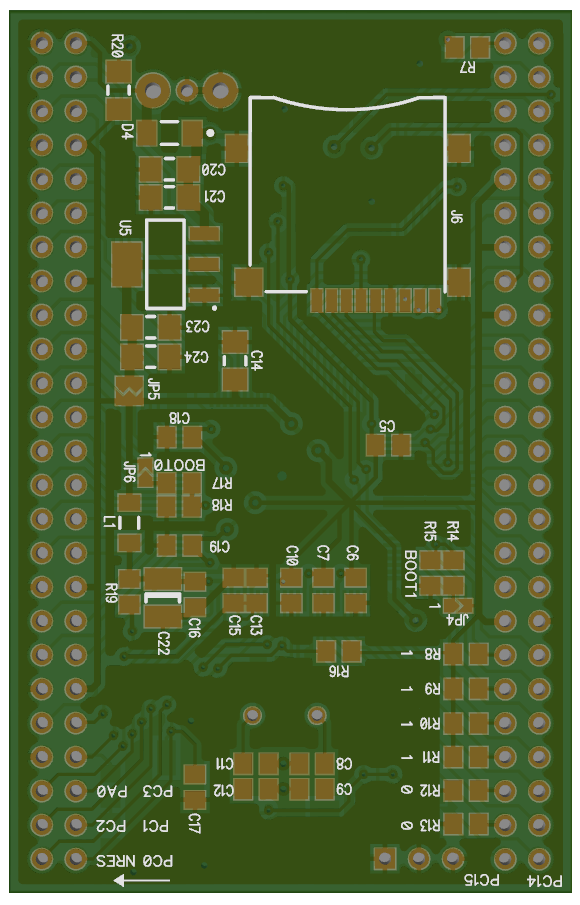 R20
R7
D4
C20
C21
J6
U5
C23
C24
C14
JP5
C18
C5
1
JP6
BOOT0
R17
R18
L1
C19
R15
R14
C10
C7
C6
BOOT1
R19
1
JP4
C16
C15
C13
C22
R16
1
R8
1
R9
1
R10
C11
C8
1
R11
PA0
PC3
C12
C9
0
R12
PC2
PC1
C17
0
R13
NRES
PC0
PC15
PC14